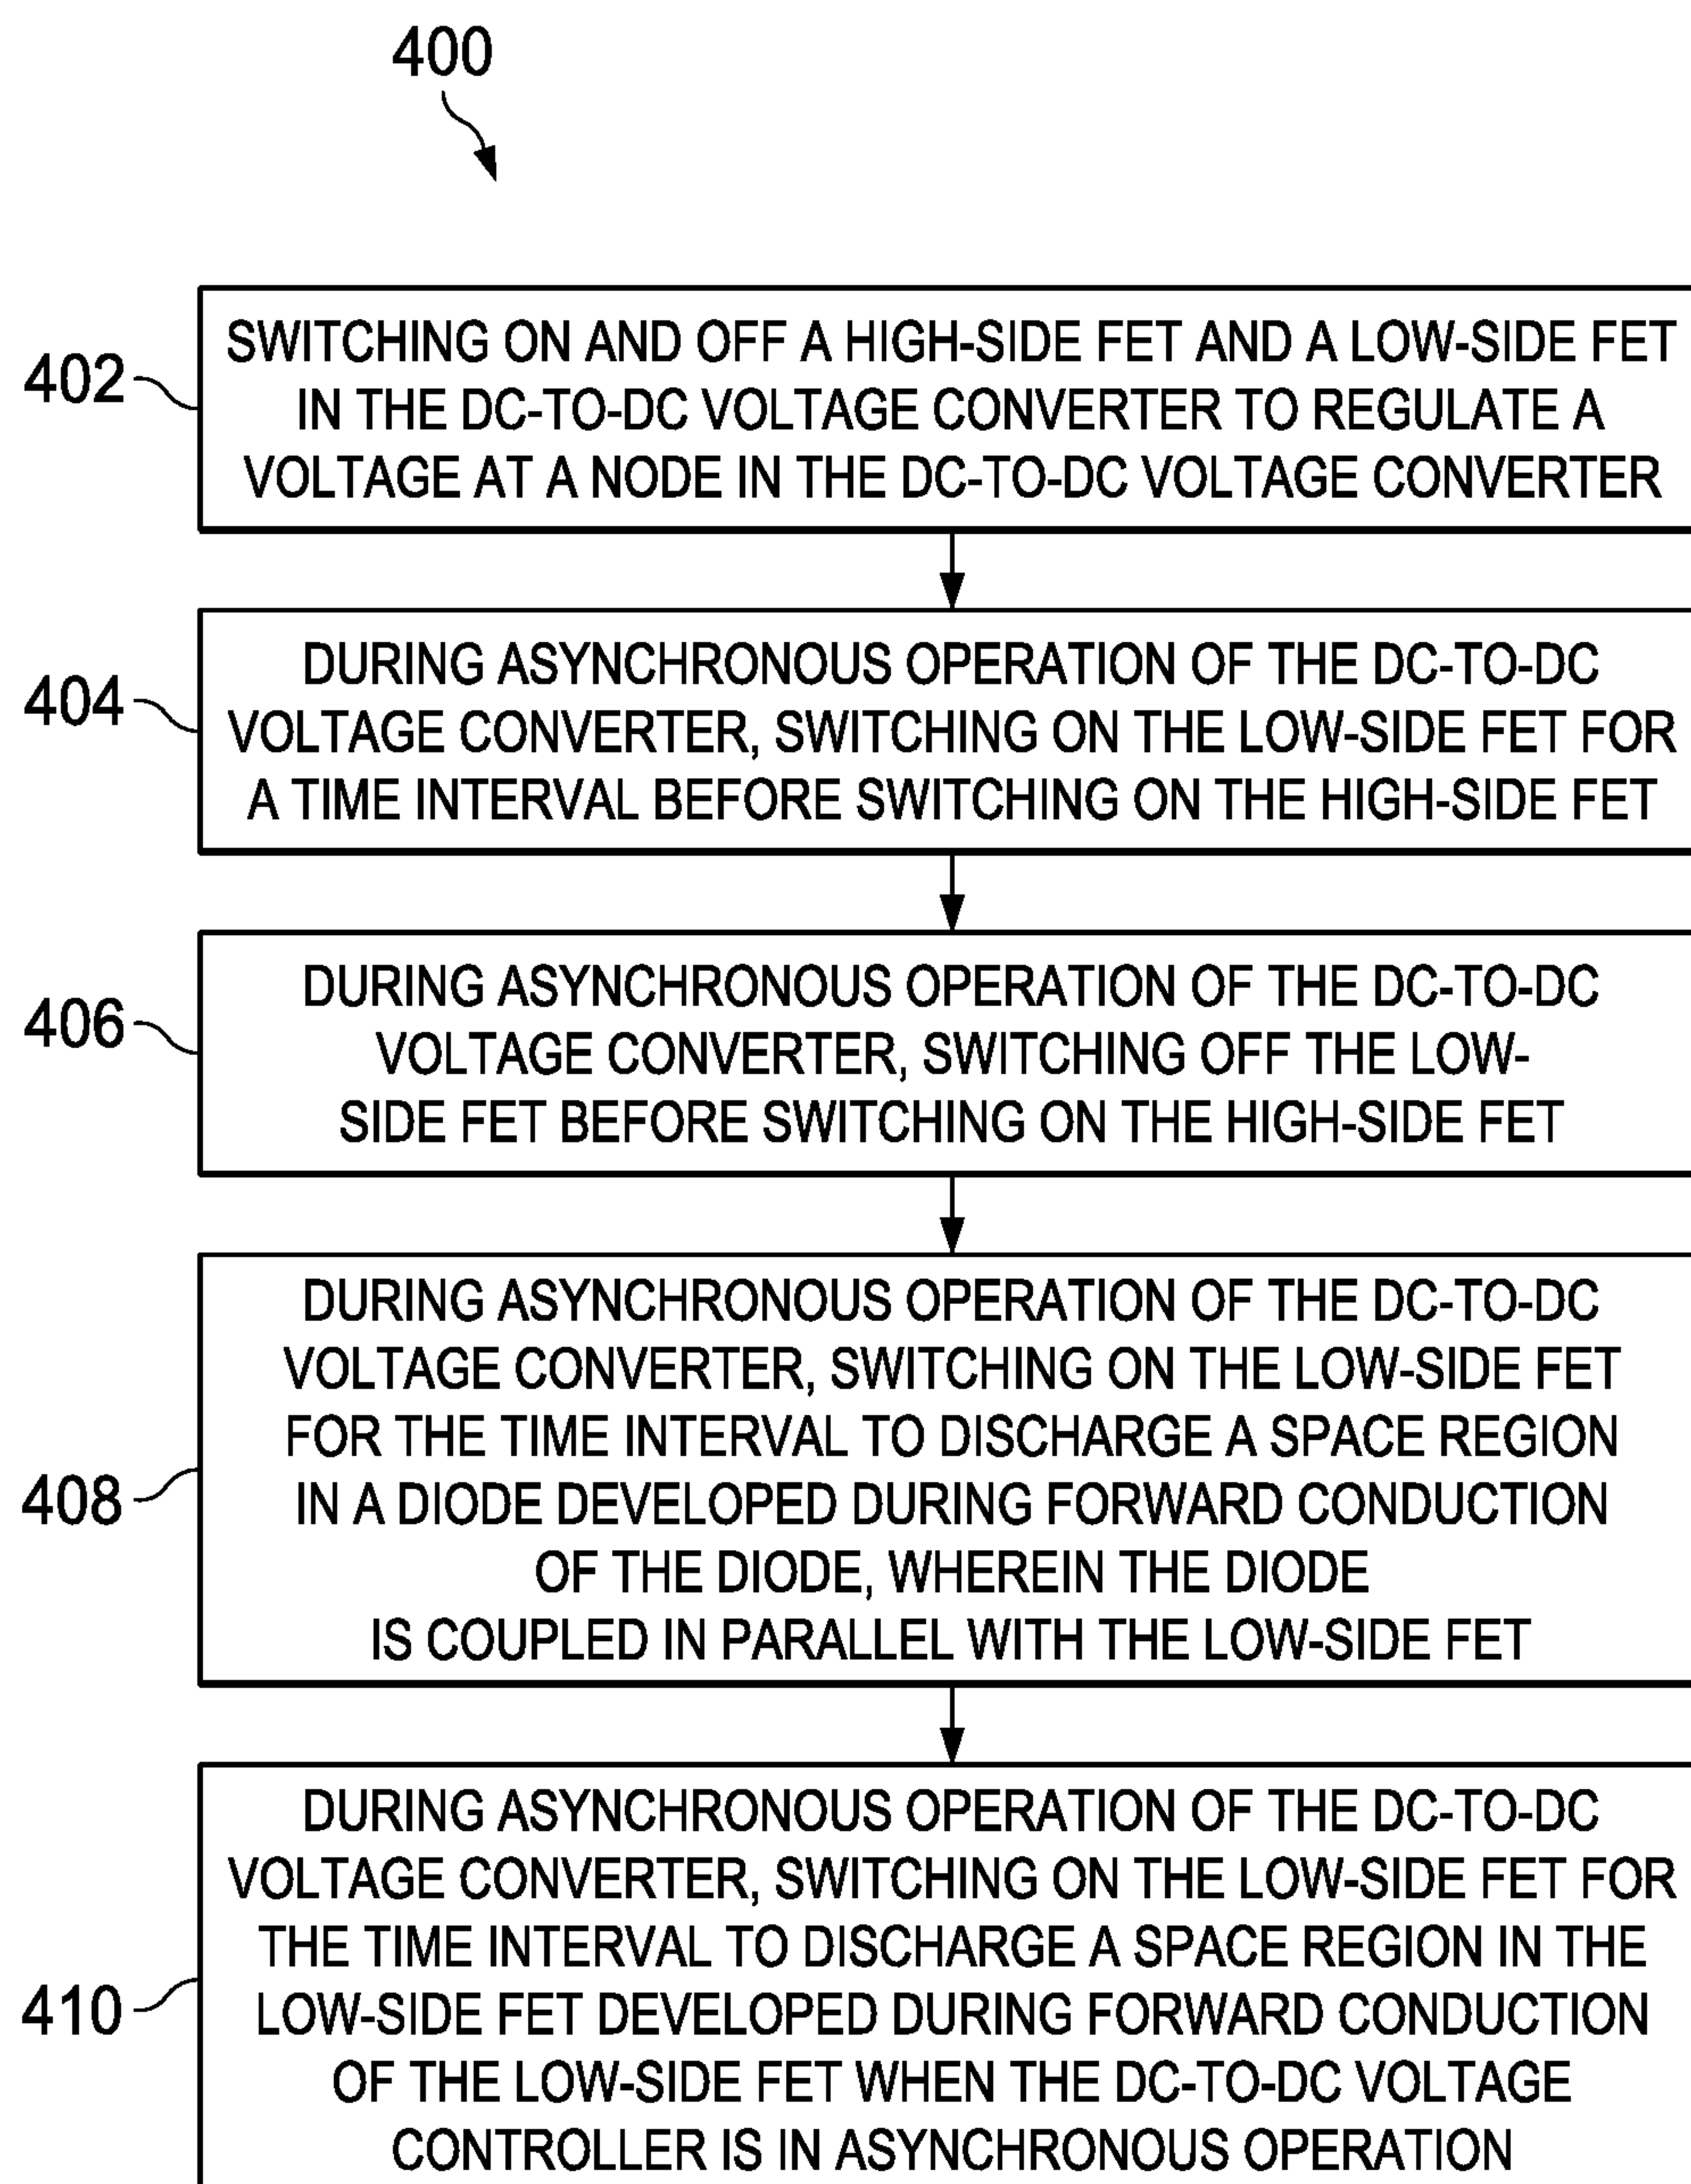 400
402
SWITCHING ON AND OFF A HIGH-SIDE FET AND A LOW-SIDE FET
IN THE DC-TO-DC VOLTAGE CONVERTER TO REGULATE A
VOLTAGE AT A NODE IN THE DC-TO-DC VOLTAGE CONVERTER
404
DURING ASYNCHRONOUS OPERATION OF THE DC-TO-DC
VOLTAGE CONVERTER, SWITCHING ON THE LOW-SIDE FET FOR
A TIME INTERVAL BEFORE SWITCHING ON THE HIGH-SIDE FET
406
DURING ASYNCHRONOUS OPERATION OF THE DC-TO-DC
VOLTAGE CONVERTER, SWITCHING OFF THE LOW-
SIDE FET BEFORE SWITCHING ON THE HIGH-SIDE FET
408
DURING ASYNCHRONOUS OPERATION OF THE DC-TO-DC
VOLTAGE CONVERTER, SWITCHING ON THE LOW-SIDE FET
FOR THE TIME INTERVAL TO DISCHARGE A SPACE REGION
IN A DIODE DEVELOPED DURING FORWARD CONDUCTION
OF THE DIODE, WHEREIN THE DIODE
IS COUPLED IN PARALLEL WITH THE LOW-SIDE FET
410
DURING ASYNCHRONOUS OPERATION OF THE DC-TO-DC
VOLTAGE CONVERTER, SWITCHING ON THE LOW-SIDE FET FOR
THE TIME INTERVAL TO DISCHARGE A SPACE REGION IN THE
LOW-SIDE FET DEVELOPED DURING FORWARD CONDUCTION
OF THE LOW-SIDE FET WHEN THE DC-TO-DC VOLTAGE
CONTROLLER IS IN ASYNCHRONOUS OPERATION